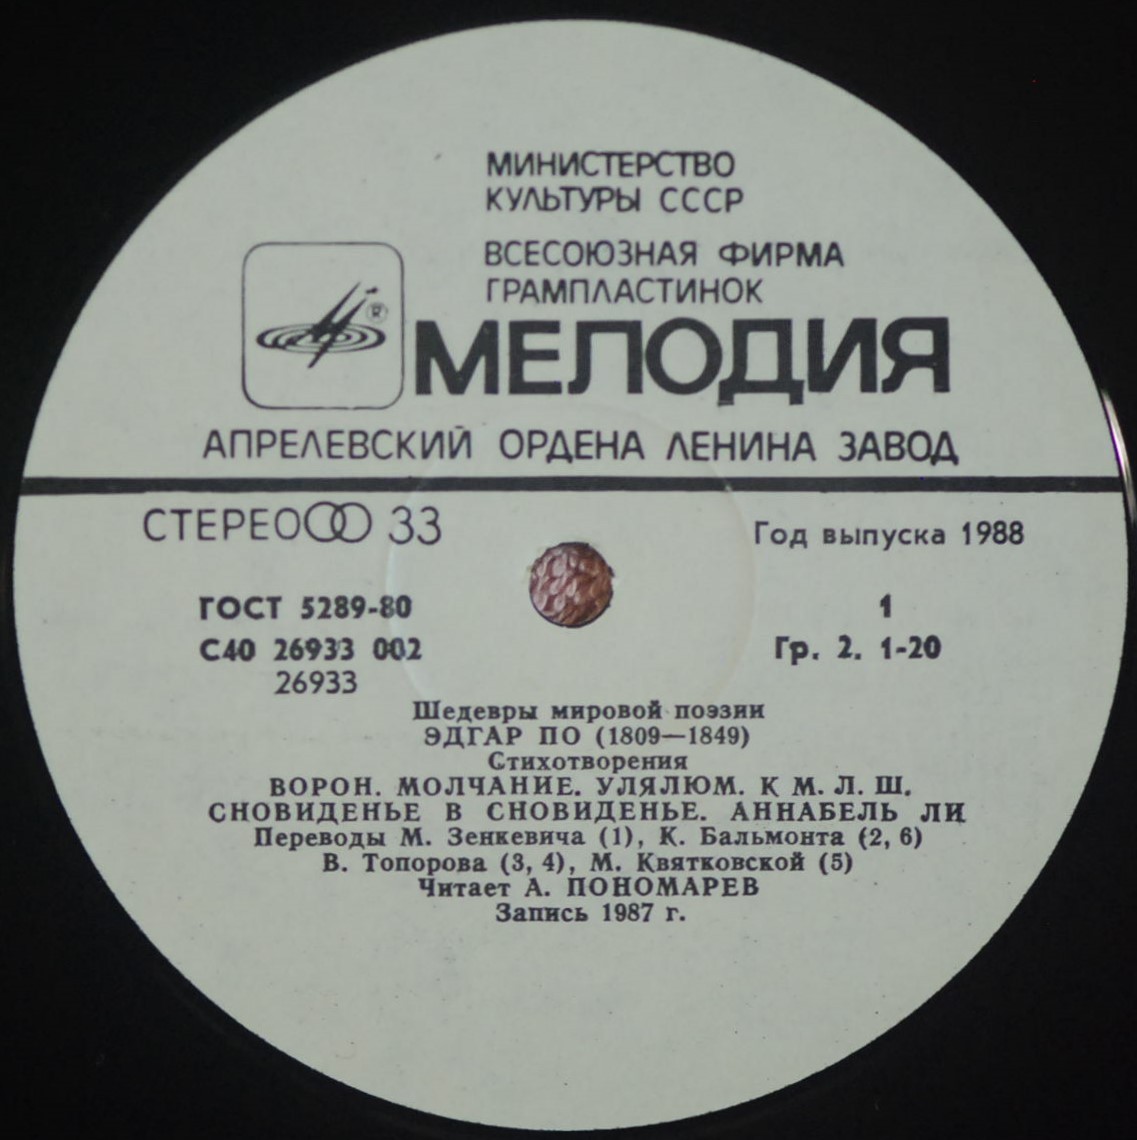 МИНИСТЕРСТВО
КУЛЬТУРЫ СССР
ВСЕСОЮЗНАЯ ФИРМА
ГРАМПЛАСТИНОК
®
МЕЛОДИЯ
АПРЕЛЕВСКИЙ ОРДЕНА ЛЕНИНА ЗАВОД
СТЕРЕО 33
Год выпуска 1988
ГОСТ 5289-80
1
С40 26933 002
Гр. 2. 1-20
26933
Шедевры мировой поэзии
ЭДГАР ПО (1809—1849)
Стихотворения
ВОРОН. МОЛЧАНИЕ. УЛЯЛЮМ. К М. Л. Ш.
СНОВИДЕНЬЕ В СНОВИДЕНЬЕ. АННАБЕЛЬ ЛИ
Переводы М. Зенкевича (1), К. Бальмонта (2, 6)
В. Топорова (3, 4), М. Квятковской (5)
Читает А. ПОНОМАРЕВ
Запись 1987 г.